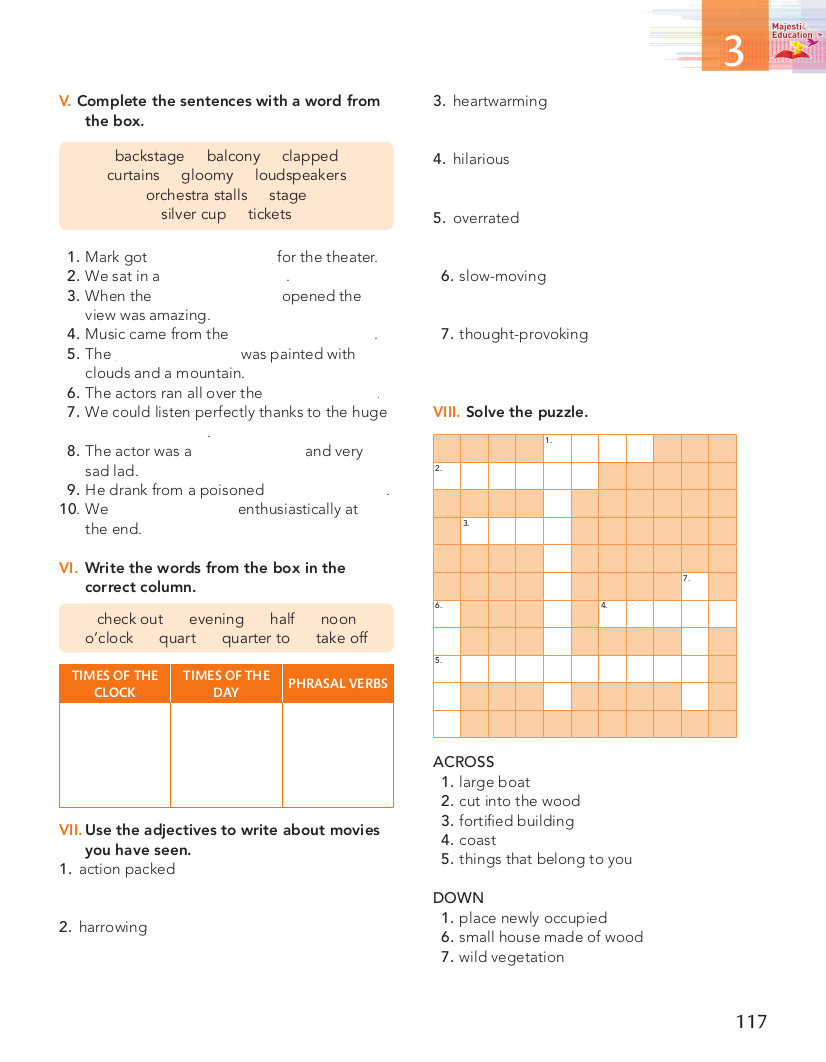 3
Majesti
Education
V. Complete the sentences with a word from
the box.
backstage balcony clapped
curtains gloomy loudspeakers
orchestra stalls stage
silver cup tickets
1. Mark got for the theater.
2. We sat in a .
3. When the opened the
view was amazing.
4. Music came from the .
5. The was painted with
clouds and a mountain.
6. The actors ran all over the .
7. We could listen perfectly thanks to the huge
.
8. The actor was a and very
sad lad.
9. He drank from a poisoned .
10. We enthusiastically at
the end.
VI. Write the words from the box in the
correct column.
check out evening half noon
o'clock quart quarter to take off
TIMES OF THE CLOCK
TIMES OF THE DAY
PHRASAL VERBS
VII. Use the adjectives to write about movies
you have seen.
1. action packed
2. harrowing
3. heartwarming
4. hilarious
5. overrated
6. slow-moving
7. thought-provoking
VIII. Solve the puzzle.
1.
2.
3.
7.
6. 4.
5.
ACROSS
1. large boat
2. cut into the wood
3. fortified building
4. coast
5. things that belong to you
DOWN
1. place newly occupied
6. small house made of wood
7. wild vegetation
117